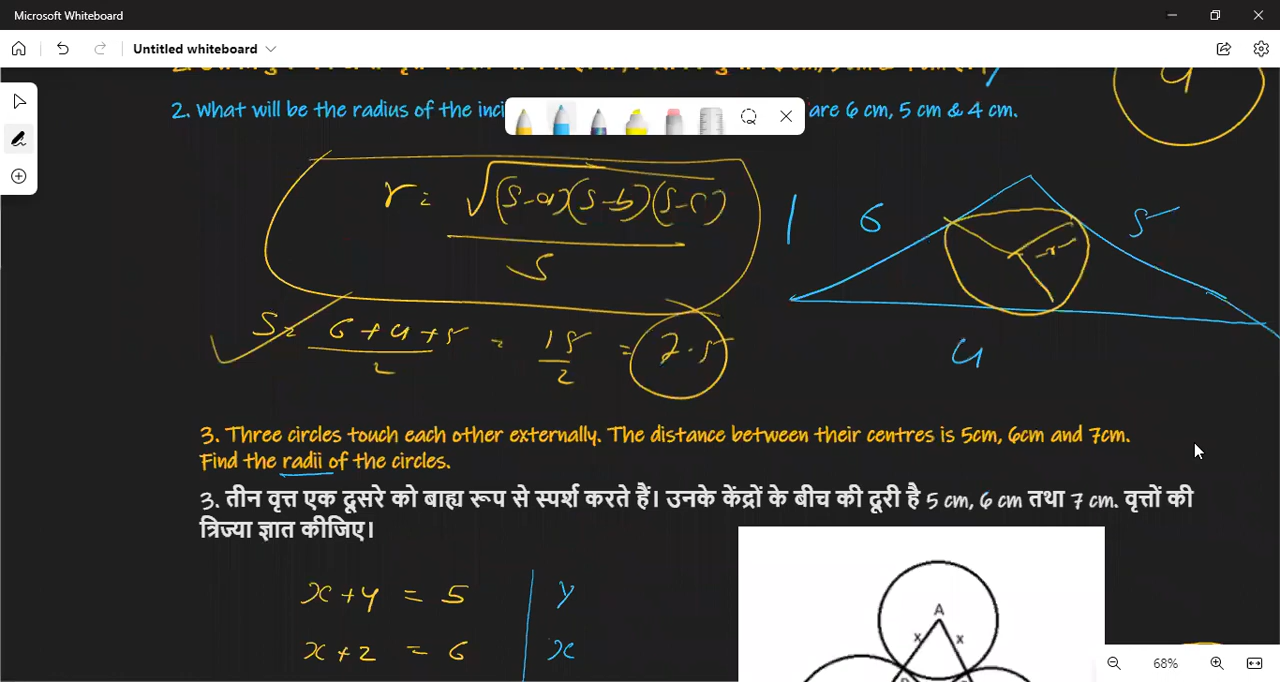 Microsoft Whiteboard
Untitled whiteboard
2. What will be the radius of the are 6 cm, 5 cm & 4 cm.
r = √(s-a)(s-b)(s-c)
s
6
5
r
4
S = 6 + 4 + 5 = 15 = 7.5
2 2
3. Three circles touch each other externally. The distance between their centres is 5cm, 6cm and 7cm.
Find the radii of the circles.
3. तीन वृत्त एक दूसरे को बाह्य रूप से स्पर्श करते हैं। उनके केंद्रों के बीच की दूरी है 5 cm, 6 cm तथा 7 cm. वृत्तों की
त्रिज्या ज्ञात कीजिए।
x + y = 5 y
x + z = 6 x
A
x x
68%